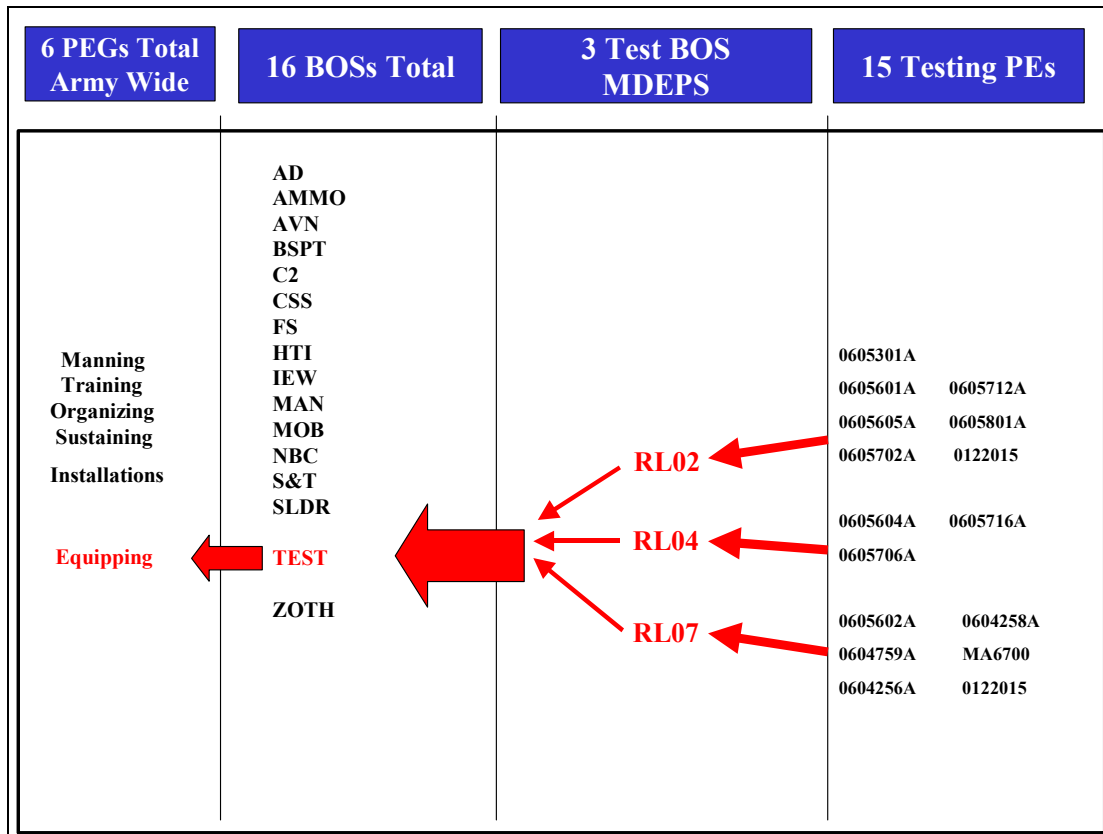 6 PEGs Total
Army Wide
16 BOSs Total
3 Test BOS
MDEPS
15 Testing PEs
Manning
Training
Organizing
Sustaining
Installations
Equipping
AD
AMMO
AVN
BSPT
C2
CSS
FS
HTI
IEW
MAN
MOB
NBC
S&T
SLDR
TEST
ZOTH
RL02
RL04
RL07
0605301A
0605601A 0605712A
0605605A 0605801A
0605702A 0122015
0605604A 0605716A
0605706A
0605602A 0604258A
0604759A MA6700
0604256A 0122015